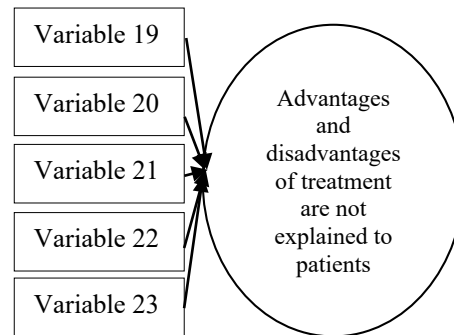 Variable 19
Variable 20
Variable 21
Variable 22
Variable 23
Advantages
and
disadvantages
of treatment
are not
explained to
patients